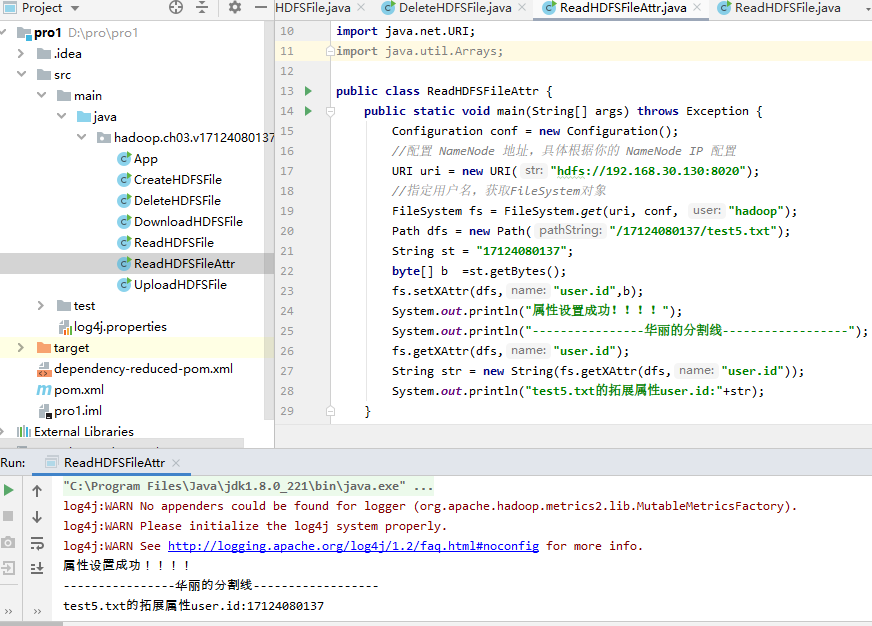 Project
HDFSFile.java
DeleteHDFSFile.java
ReadHDFSFileAttr.java
ReadHDFSFile.java
pro1 D:\pro\pro1
.idea
src
main
java
hadoop.ch03.v17124080137
App
CreateHDFSFile
DeleteHDFSFile
DownloadHDFSFile
ReadHDFSFile
ReadHDFSFileAttr
UploadHDFSFile
test
log4j.properties
target
dependency-reduced-pom.xml
pom.xml
pro1.iml
External Libraries
10 import java.net.URI;
11 import java.util.Arrays;
12
13 public class ReadHDFSFileAttr {
14 public static void main(String[] args) throws Exception {
15 Configuration conf = new Configuration();
16 //配置 NameNode 地址，具体根据你的 NameNode IP 配置
17 URI uri = new URI( str: "hdfs://192.168.30.130:8020");
18 //指定用户名，获取FileSystem对象
19 FileSystem fs = FileSystem.get(uri, conf, user: "hadoop");
20 Path dfs = new Path( pathString: "/17124080137/test5.txt");
21 String st = "17124080137";
22 byte[] b =st.getBytes();
23 fs.setXAttr(dfs, name: "user.id",b);
24 System.out.println("属性设置成功！！！！");
25 System.out.println("----------------华丽的分割线------------------");
26 fs.getXAttr(dfs, name: "user.id");
27 String str = new String(fs.getXAttr(dfs, name: "user.id"));
28 System.out.println("test5.txt的拓展属性user.id:"+str);
29 }
Run: ReadHDFSFileAttr
"C:\Program Files\Java\jdk1.8.0_221\bin\java.exe" ...
log4j:WARN No appenders could be found for logger (org.apache.hadoop.metrics2.lib.MutableMetricsFactory).
log4j:WARN Please initialize the log4j system properly.
log4j:WARN See http://logging.apache.org/log4j/1.2/faq.html#noconfig for more info.
属性设置成功！！！！
----------------华丽的分割线------------------
test5.txt的拓展属性user.id:17124080137